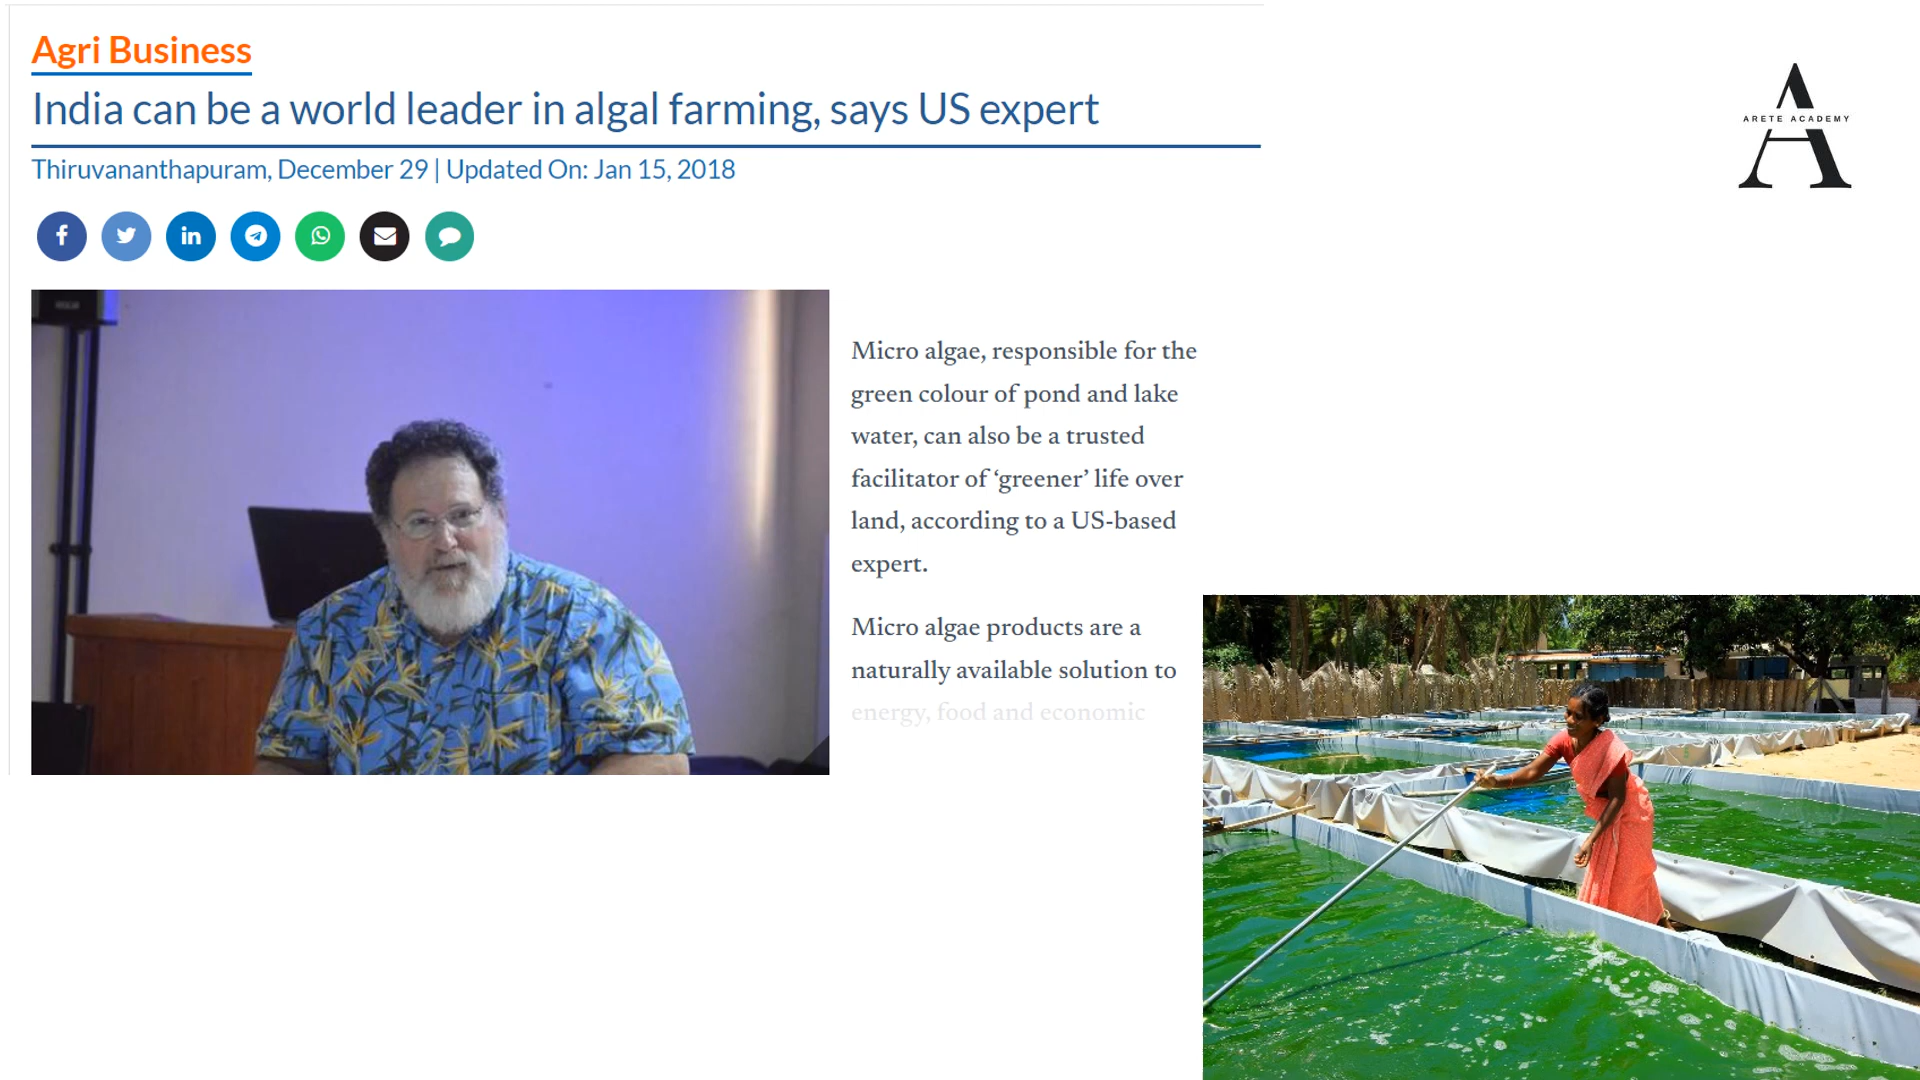 Agri Business
India can be a world leader in algal farming, says US expert
Thiruvananthapuram, December 29 | Updated On: Jan 15, 2018
ARETE ACADEMY
Micro algae, responsible for the
green colour of pond and lake
water, can also be a trusted
facilitator of ‘greener’ life over
land, according to a US-based
expert.
Micro algae products are a
naturally available solution to
energy, food and economic